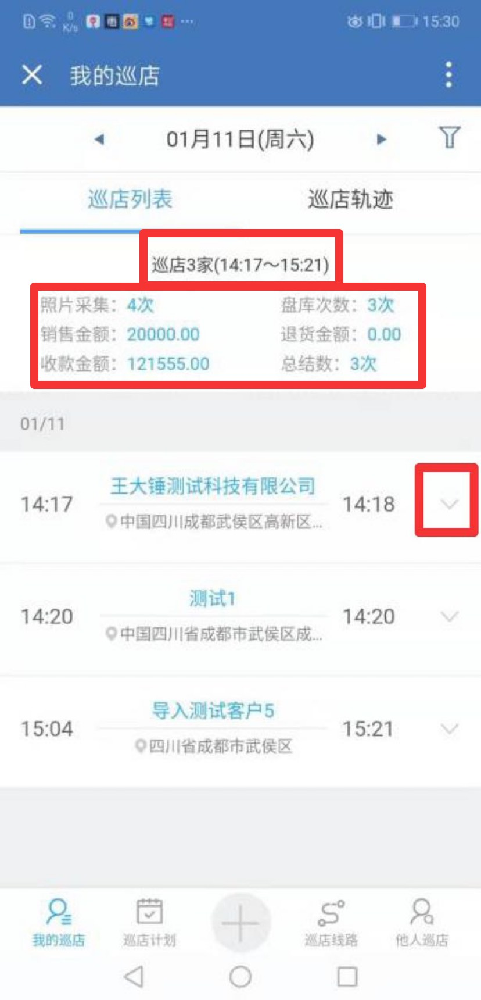 0
K/s
15:30
我的巡店
01月11日(周六)
巡店列表 巡店轨迹
巡店3家(14:17～15:21)
照片采集：4次 盘库次数：3次
销售金额：20000.00 退货金额：0.00
收款金额：121555.00 总结数：3次
01/11
王大锤测试科技有限公司
14:17 14:18
中国四川成都武侯区高新区...
测试1
14:20 14:20
中国四川省成都市武侯区成...
导入测试客户5
15:04 15:21
四川省成都市武侯区
我的巡店 巡店计划 巡店线路 他人巡店